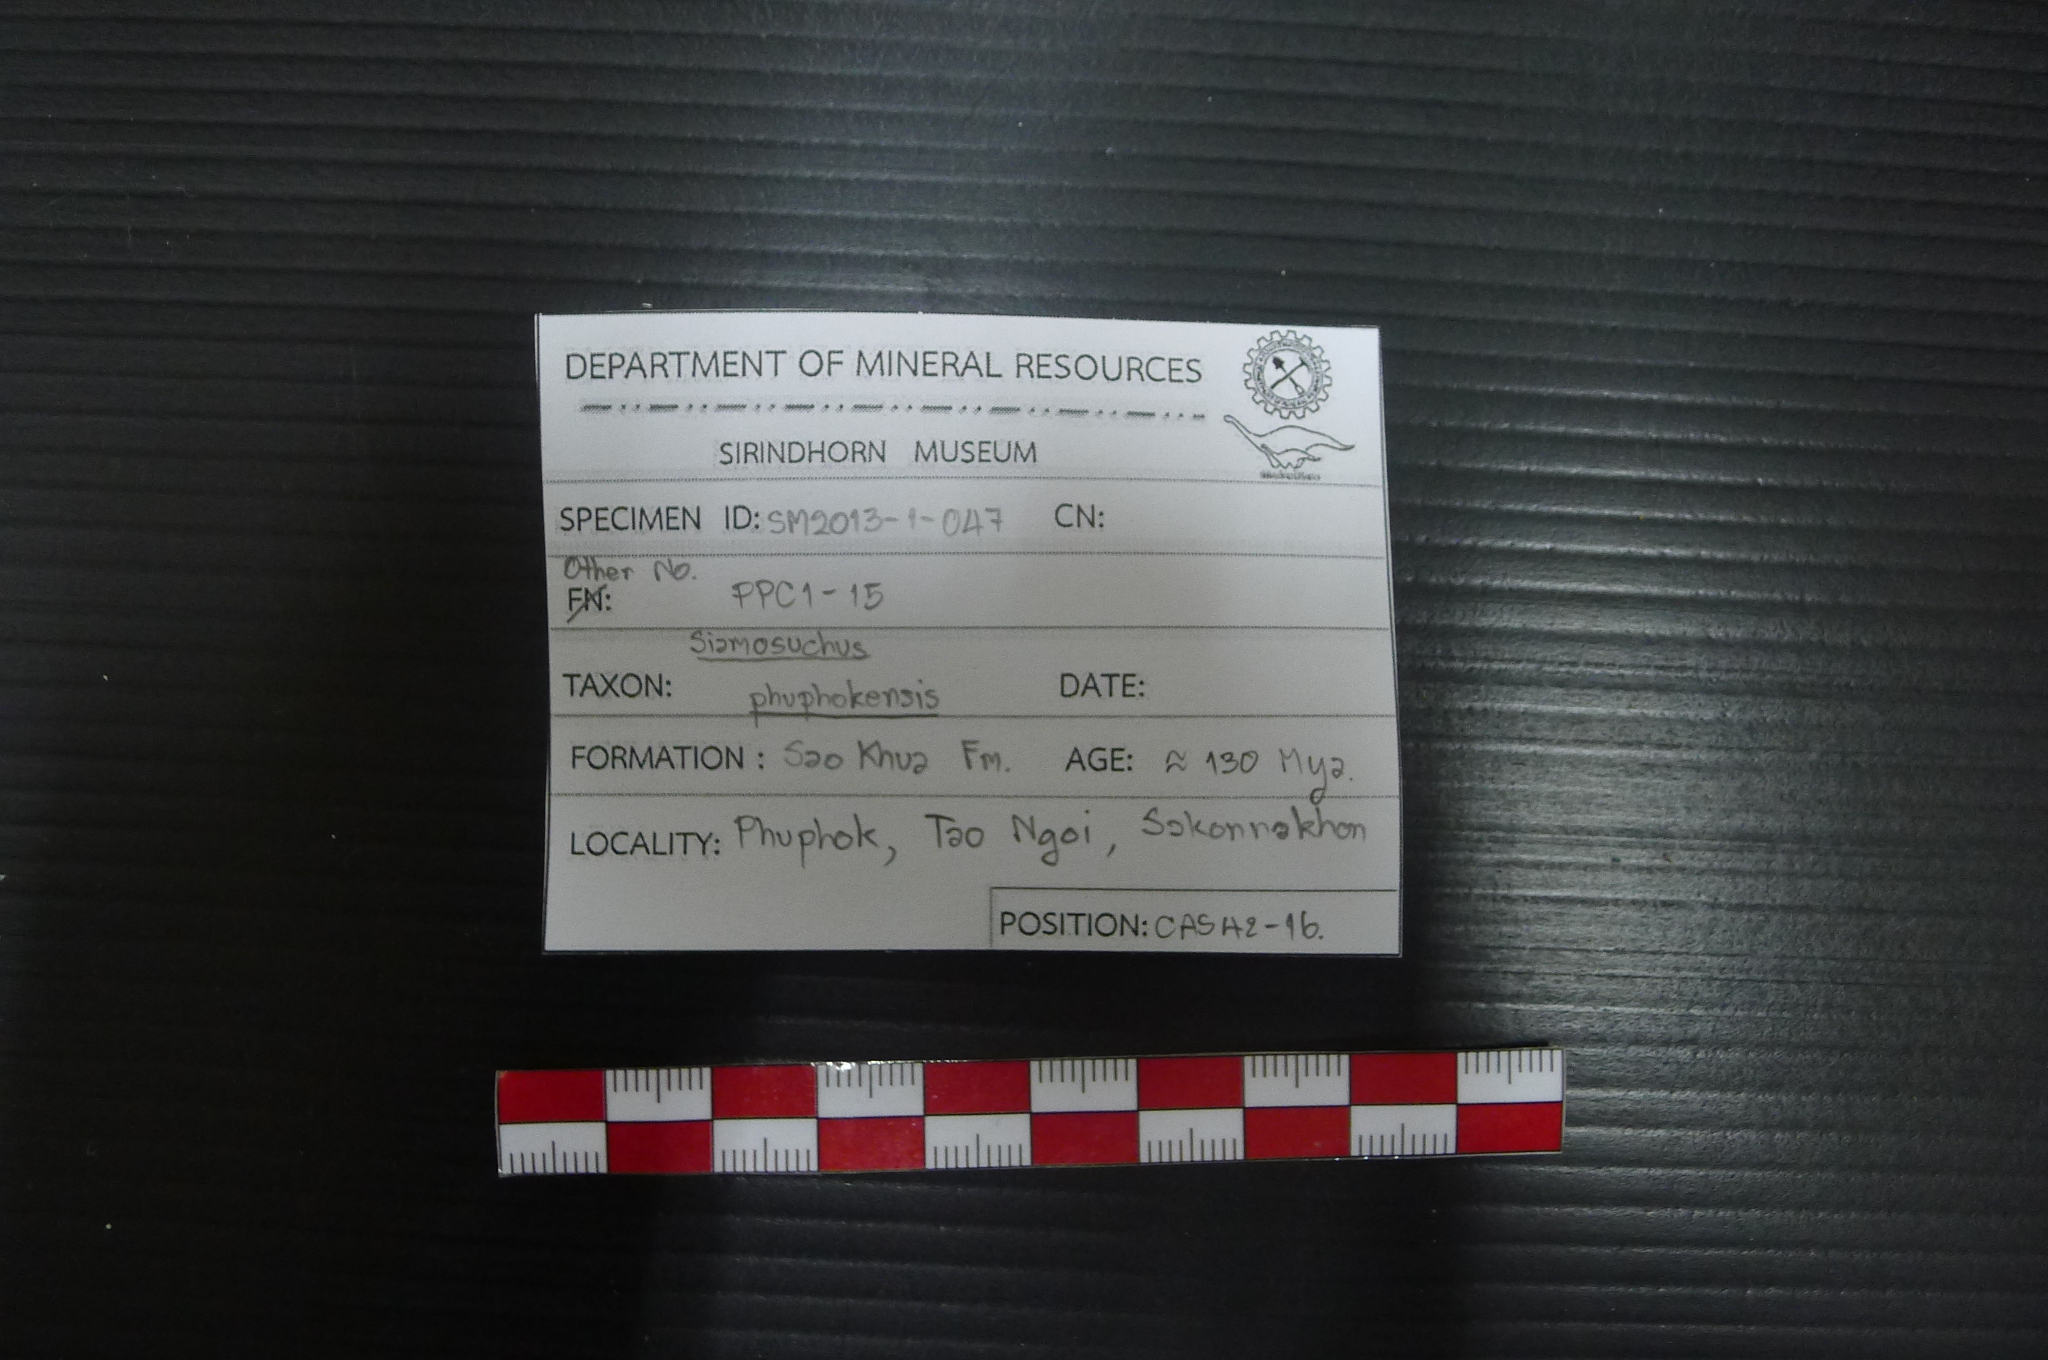 DEPARTMENT OF MINERAL RESOURCES
SIRINDHORN MUSEUM
SPECIMEN ID: SM2013-1-047 CN:
Other No.
FN: PPC1-15
Siamosuchus
TAXON: phuphokensis DATE:
FORMATION : Sao Khua Fm. AGE: ≈ 130 Mya.
LOCALITY: Phuphok, Tao Ngoi, Sakonnakhon
POSITION: CASA2-16.